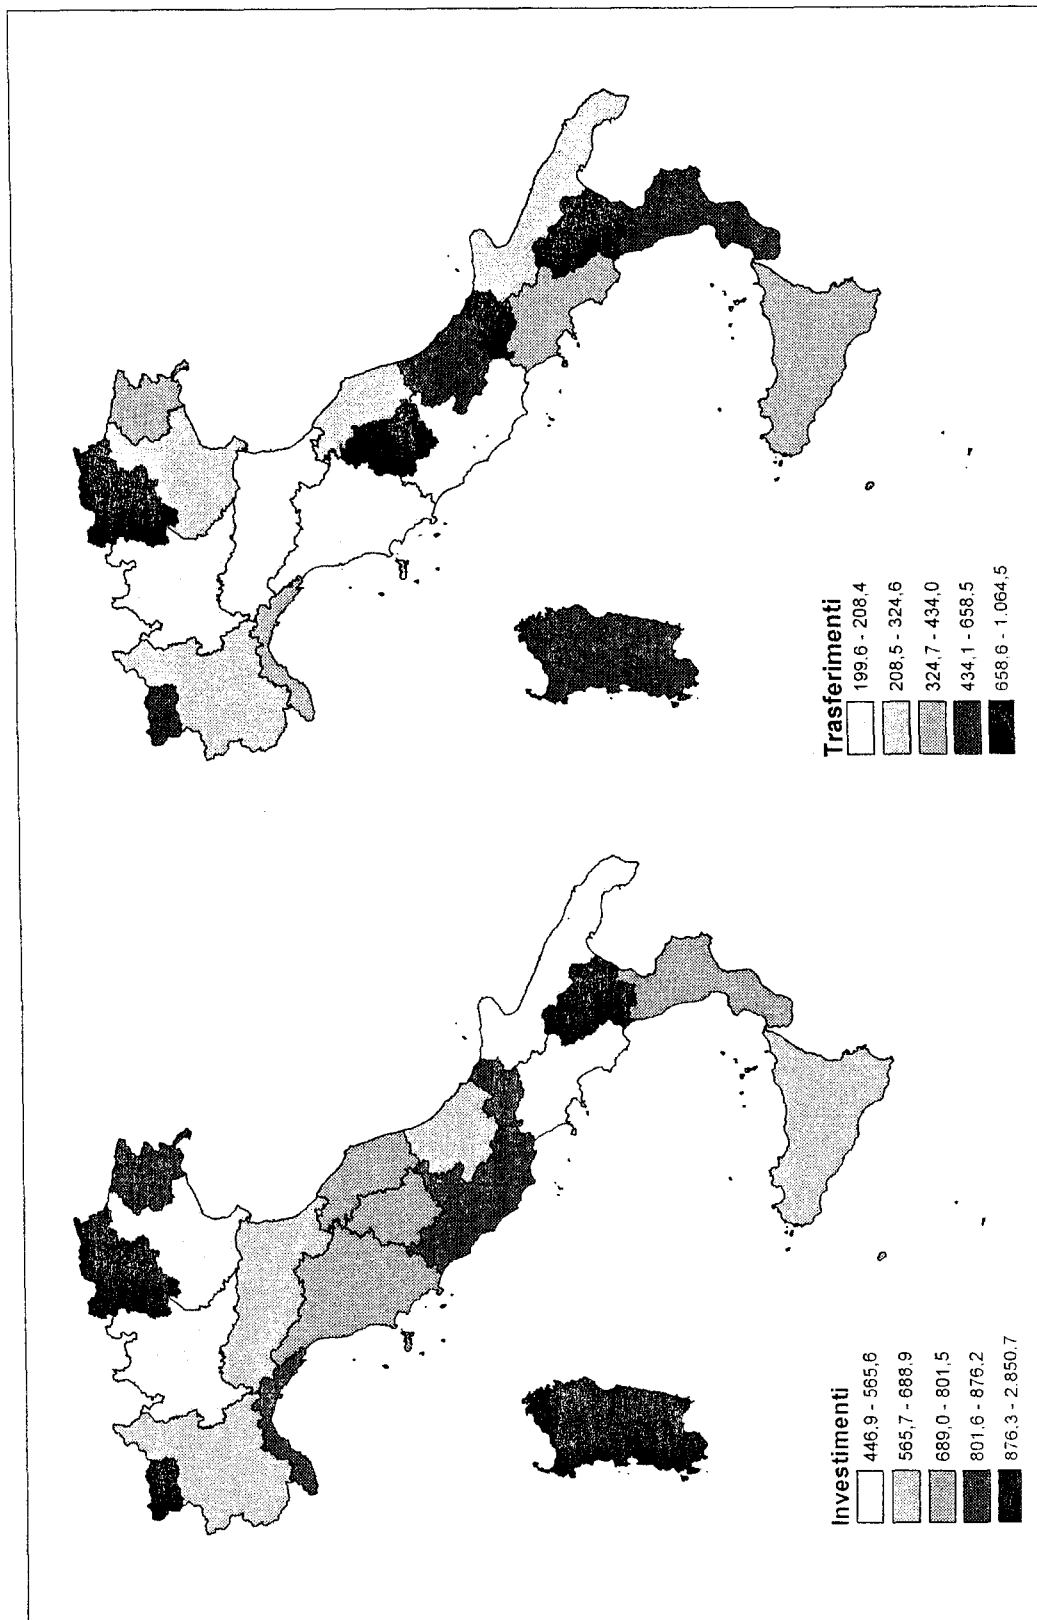 Investimenti
446,9 - 565,6
565,7 - 688,9
689,0 - 801,5
801,6 - 876,2
876,3 - 2.850,7
Trasferimenti
199,6 - 208,4
208,5 - 324,6
324,7 - 434,0
434,1 - 658,5
658,6 - 1.064,5